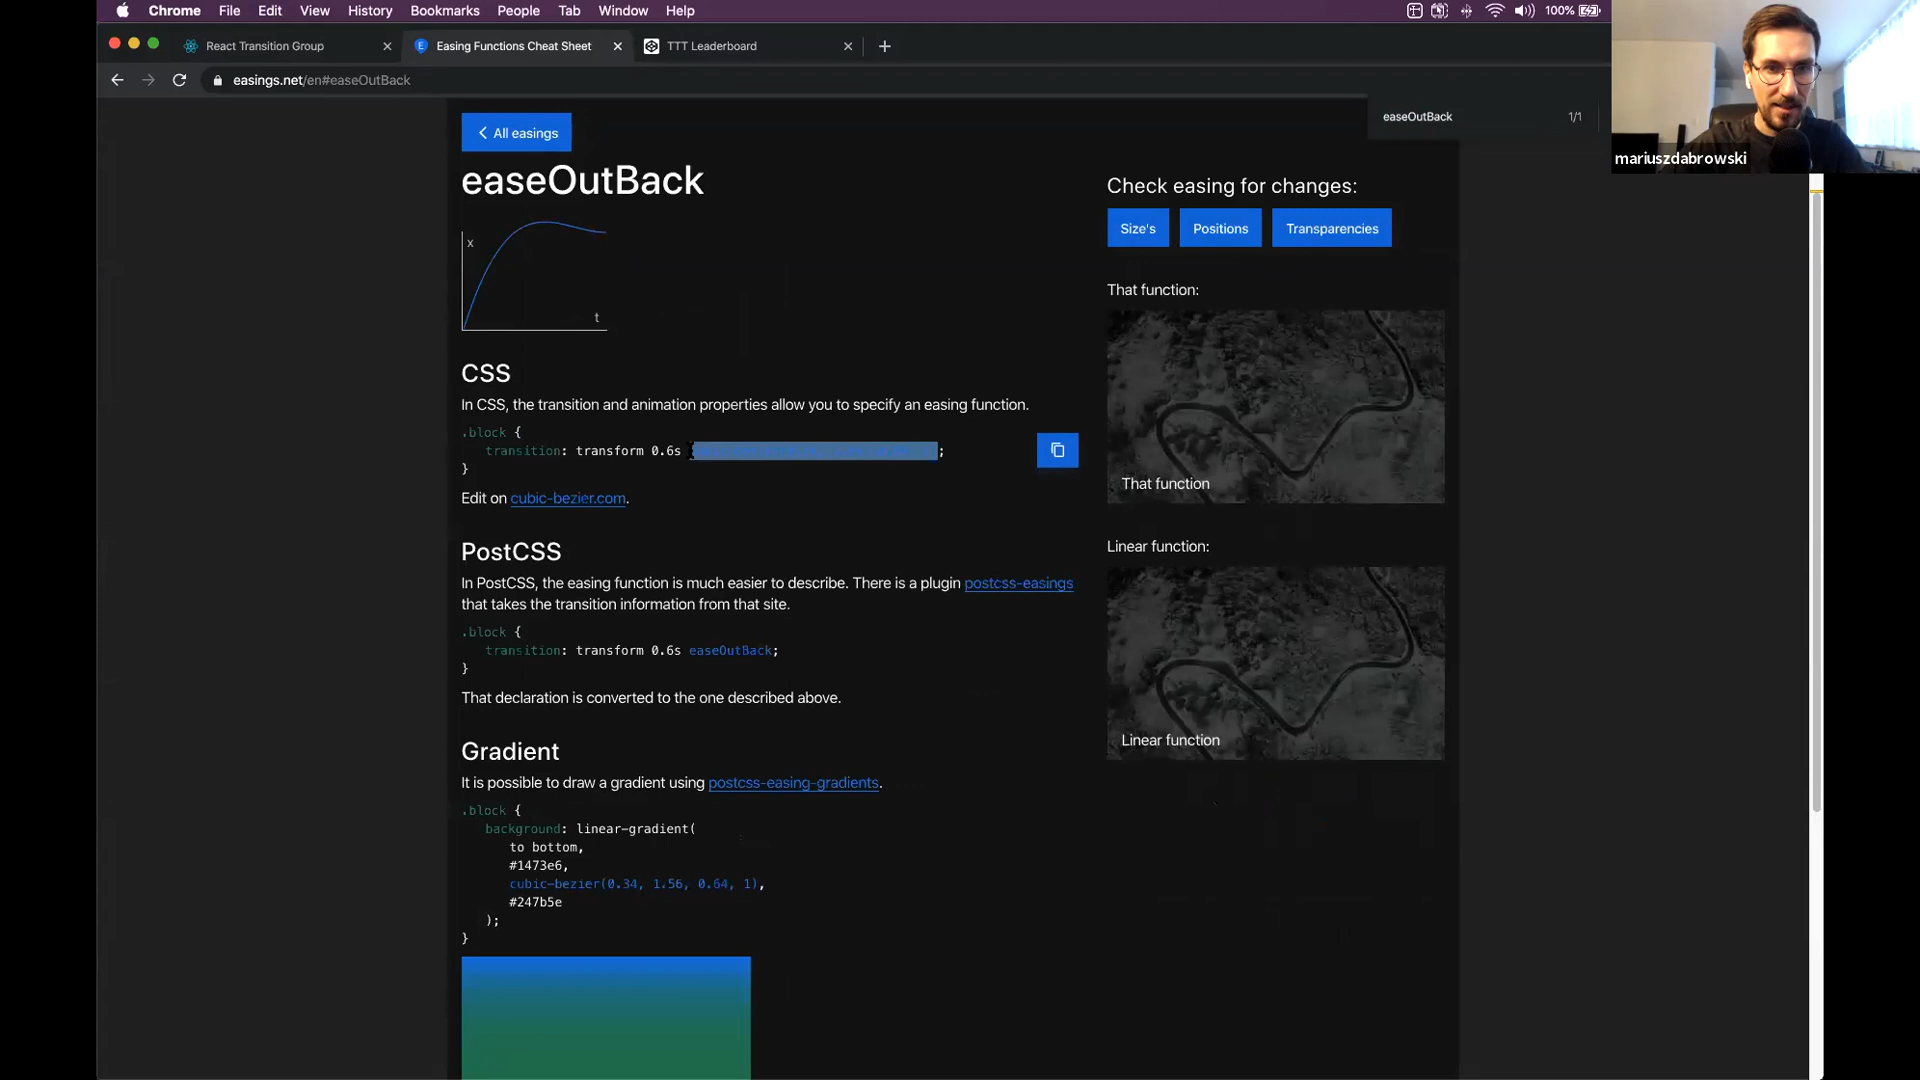 Chrome File Edit View History Bookmarks People Tab Window Help
100%
React Transition Group
Easing Functions Cheat Sheet
TTT Leaderboard
easings.net/en#easeOutBack
easeOutBack 1/1
mariuszdabrowski
All easings
easeOutBack
x
t
CSS
In CSS, the transition and animation properties allow you to specify an easing function.
.block {
transition: transform 0.6s ;
}
Edit on cubic-bezier.com.
PostCSS
In PostCSS, the easing function is much easier to describe. There is a plugin postcss-easings
that takes the transition information from that site.
.block {
transition: transform 0.6s easeOutBack;
}
That declaration is converted to the one described above.
Gradient
It is possible to draw a gradient using postcss-easing-gradients.
.block {
background: linear-gradient(
to bottom,
#1473e6,
cubic-bezier(0.34, 1.56, 0.64, 1),
#247b5e
);
}
Check easing for changes:
Size's
Positions
Transparencies
That function:
That function
Linear function:
Linear function